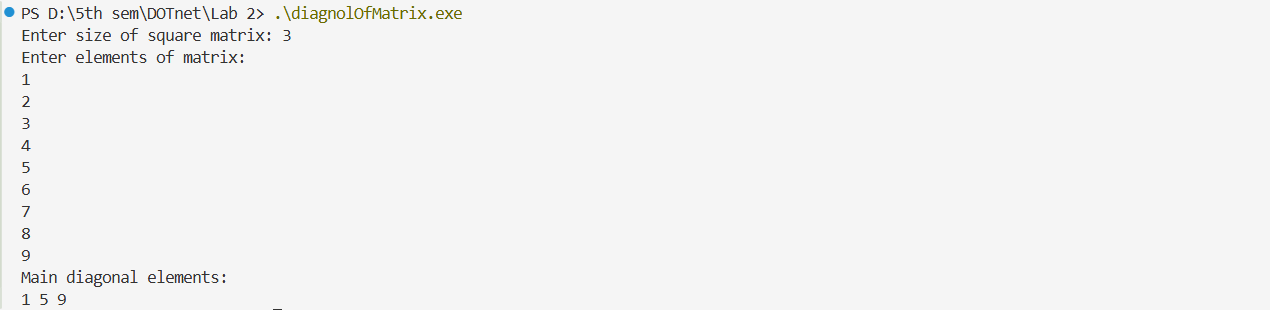 PS D:\5th sem\DOTnet\Lab 2> .\diagnolOfMatrix.exe
Enter size of square matrix: 3
Enter elements of matrix:
1
2
3
4
5
6
7
8
9
Main diagonal elements:
1 5 9